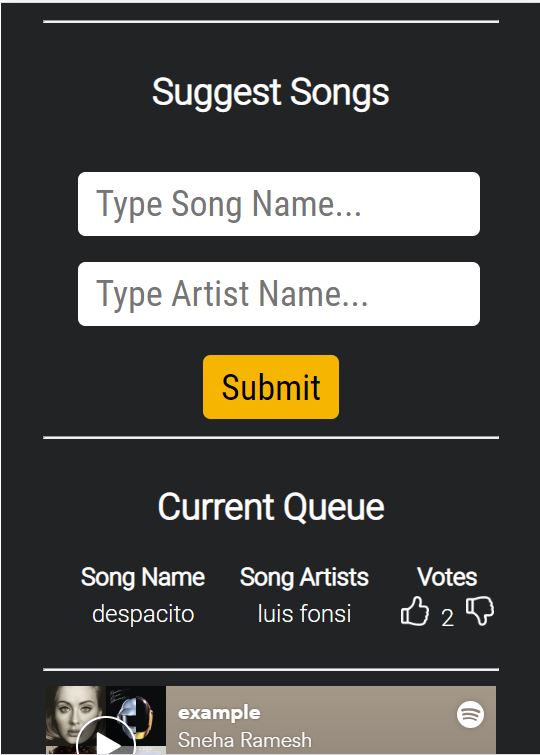 Suggest Songs
Type Song Name...
Type Artist Name...
Submit
Current Queue
Song Name Song Artists Votes
despacito luis fonsi 2
example
Sneha Ramesh